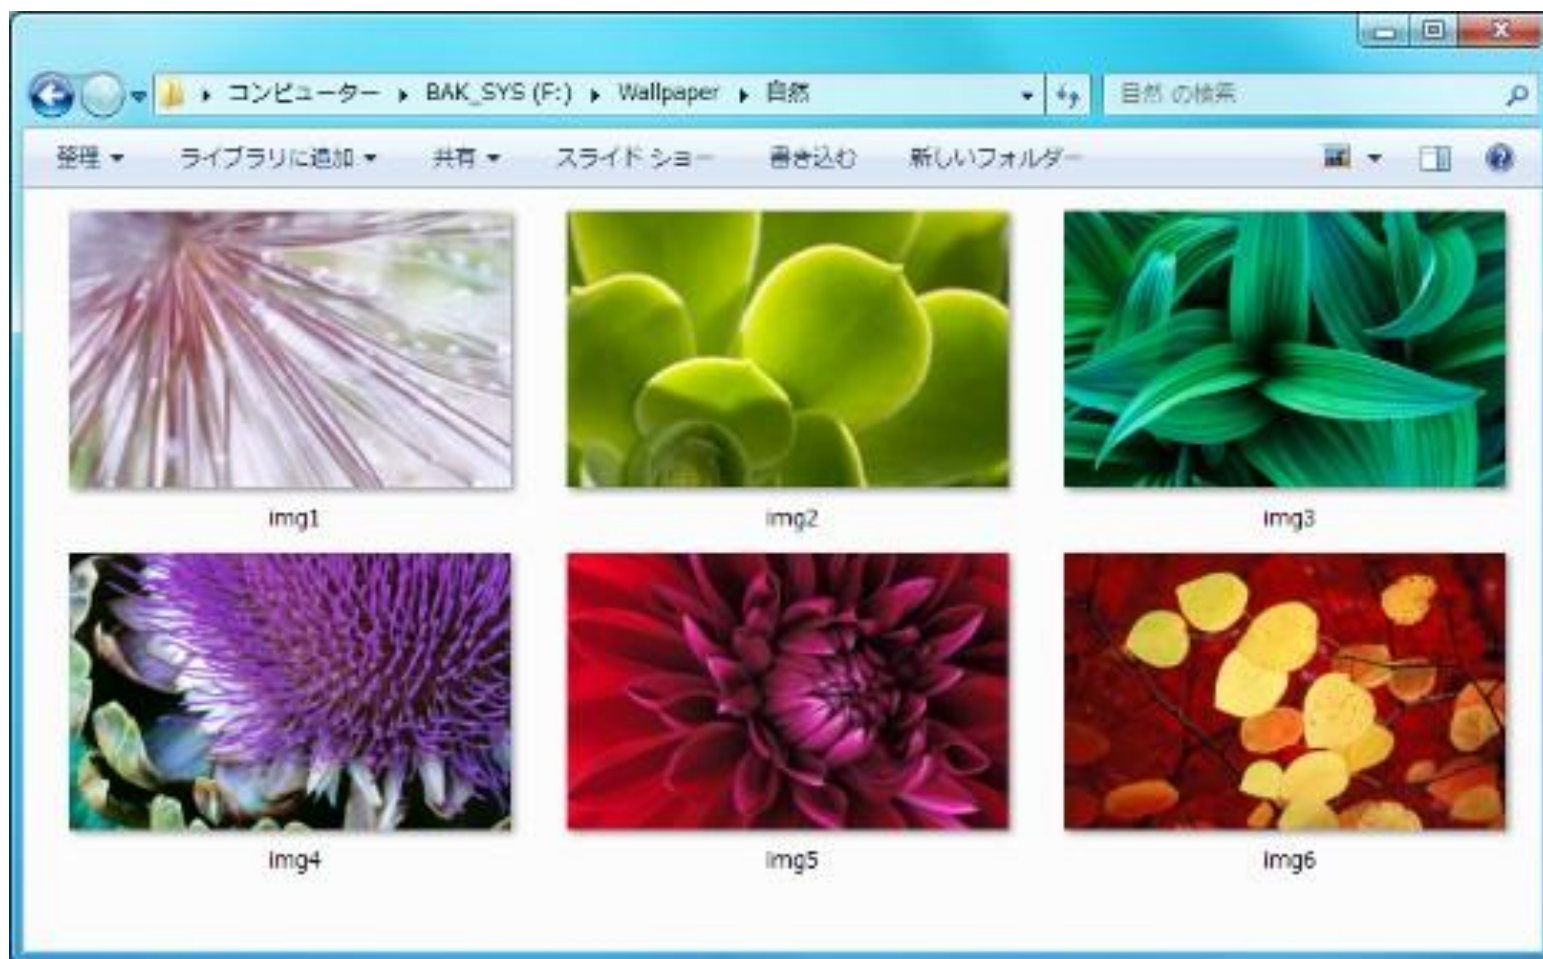 コンピューター ▸ BAK_SYS (F:) ▸ Wallpaper ▸ 自然
自然 の検索
整理 ライブラリに追加 共有 スライド ショー 書き込む 新しいフォルダー
img1 img2 img3
img4 img5 img6